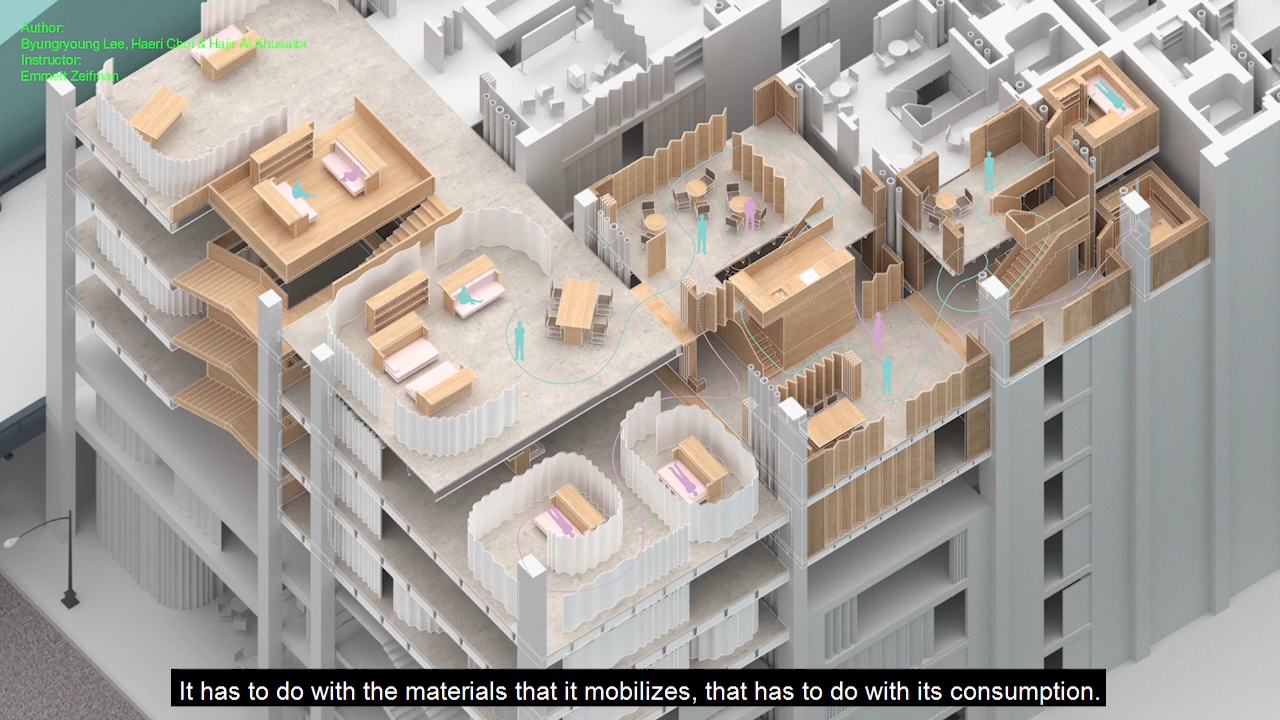 Author:
Byungryoung Lee, Haeri Choi & Hajir Al Khusaibi
Instructor:
Emmett Zeifman
It has to do with the materials that it mobilizes, that has to do with its consumption.